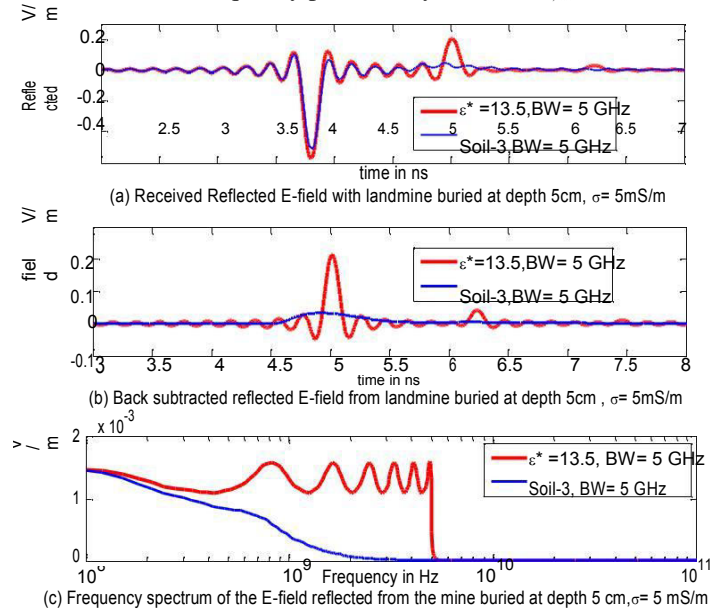 V/
m
0.2
0
-0.2
-0.4
Refle
cted
ε* =13.5,BW= 5 GHz
Soil-3,BW= 5 GHz
2.5 3 3.5 4 4.5 5 5.5 6 6.5 7
time in ns
(a) Received Reflected E-field with landmine buried at depth 5cm, σ= 5mS/m
V/
m
0.2
0.1
0
-0.1
fiel
d
ε*=13.5,BW= 5 GHz
Soil-3,BW= 5 GHz
3 3.5 4 4.5 5 5.5 6 6.5 7 7.5 8
time in ns
(b) Back subtracted reflected E-field from landmine buried at depth 5cm , σ= 5mS/m
x 10-3
v
/
m
2
1
0
ε*=13.5, BW= 5 GHz
Soil-3, BW= 5 GHz
10 9 10 10 10 11
Frequency in Hz
(c) Frequency spectrum of the E-field reflected from the mine buried at depth 5 cm,σ= 5 mS/m